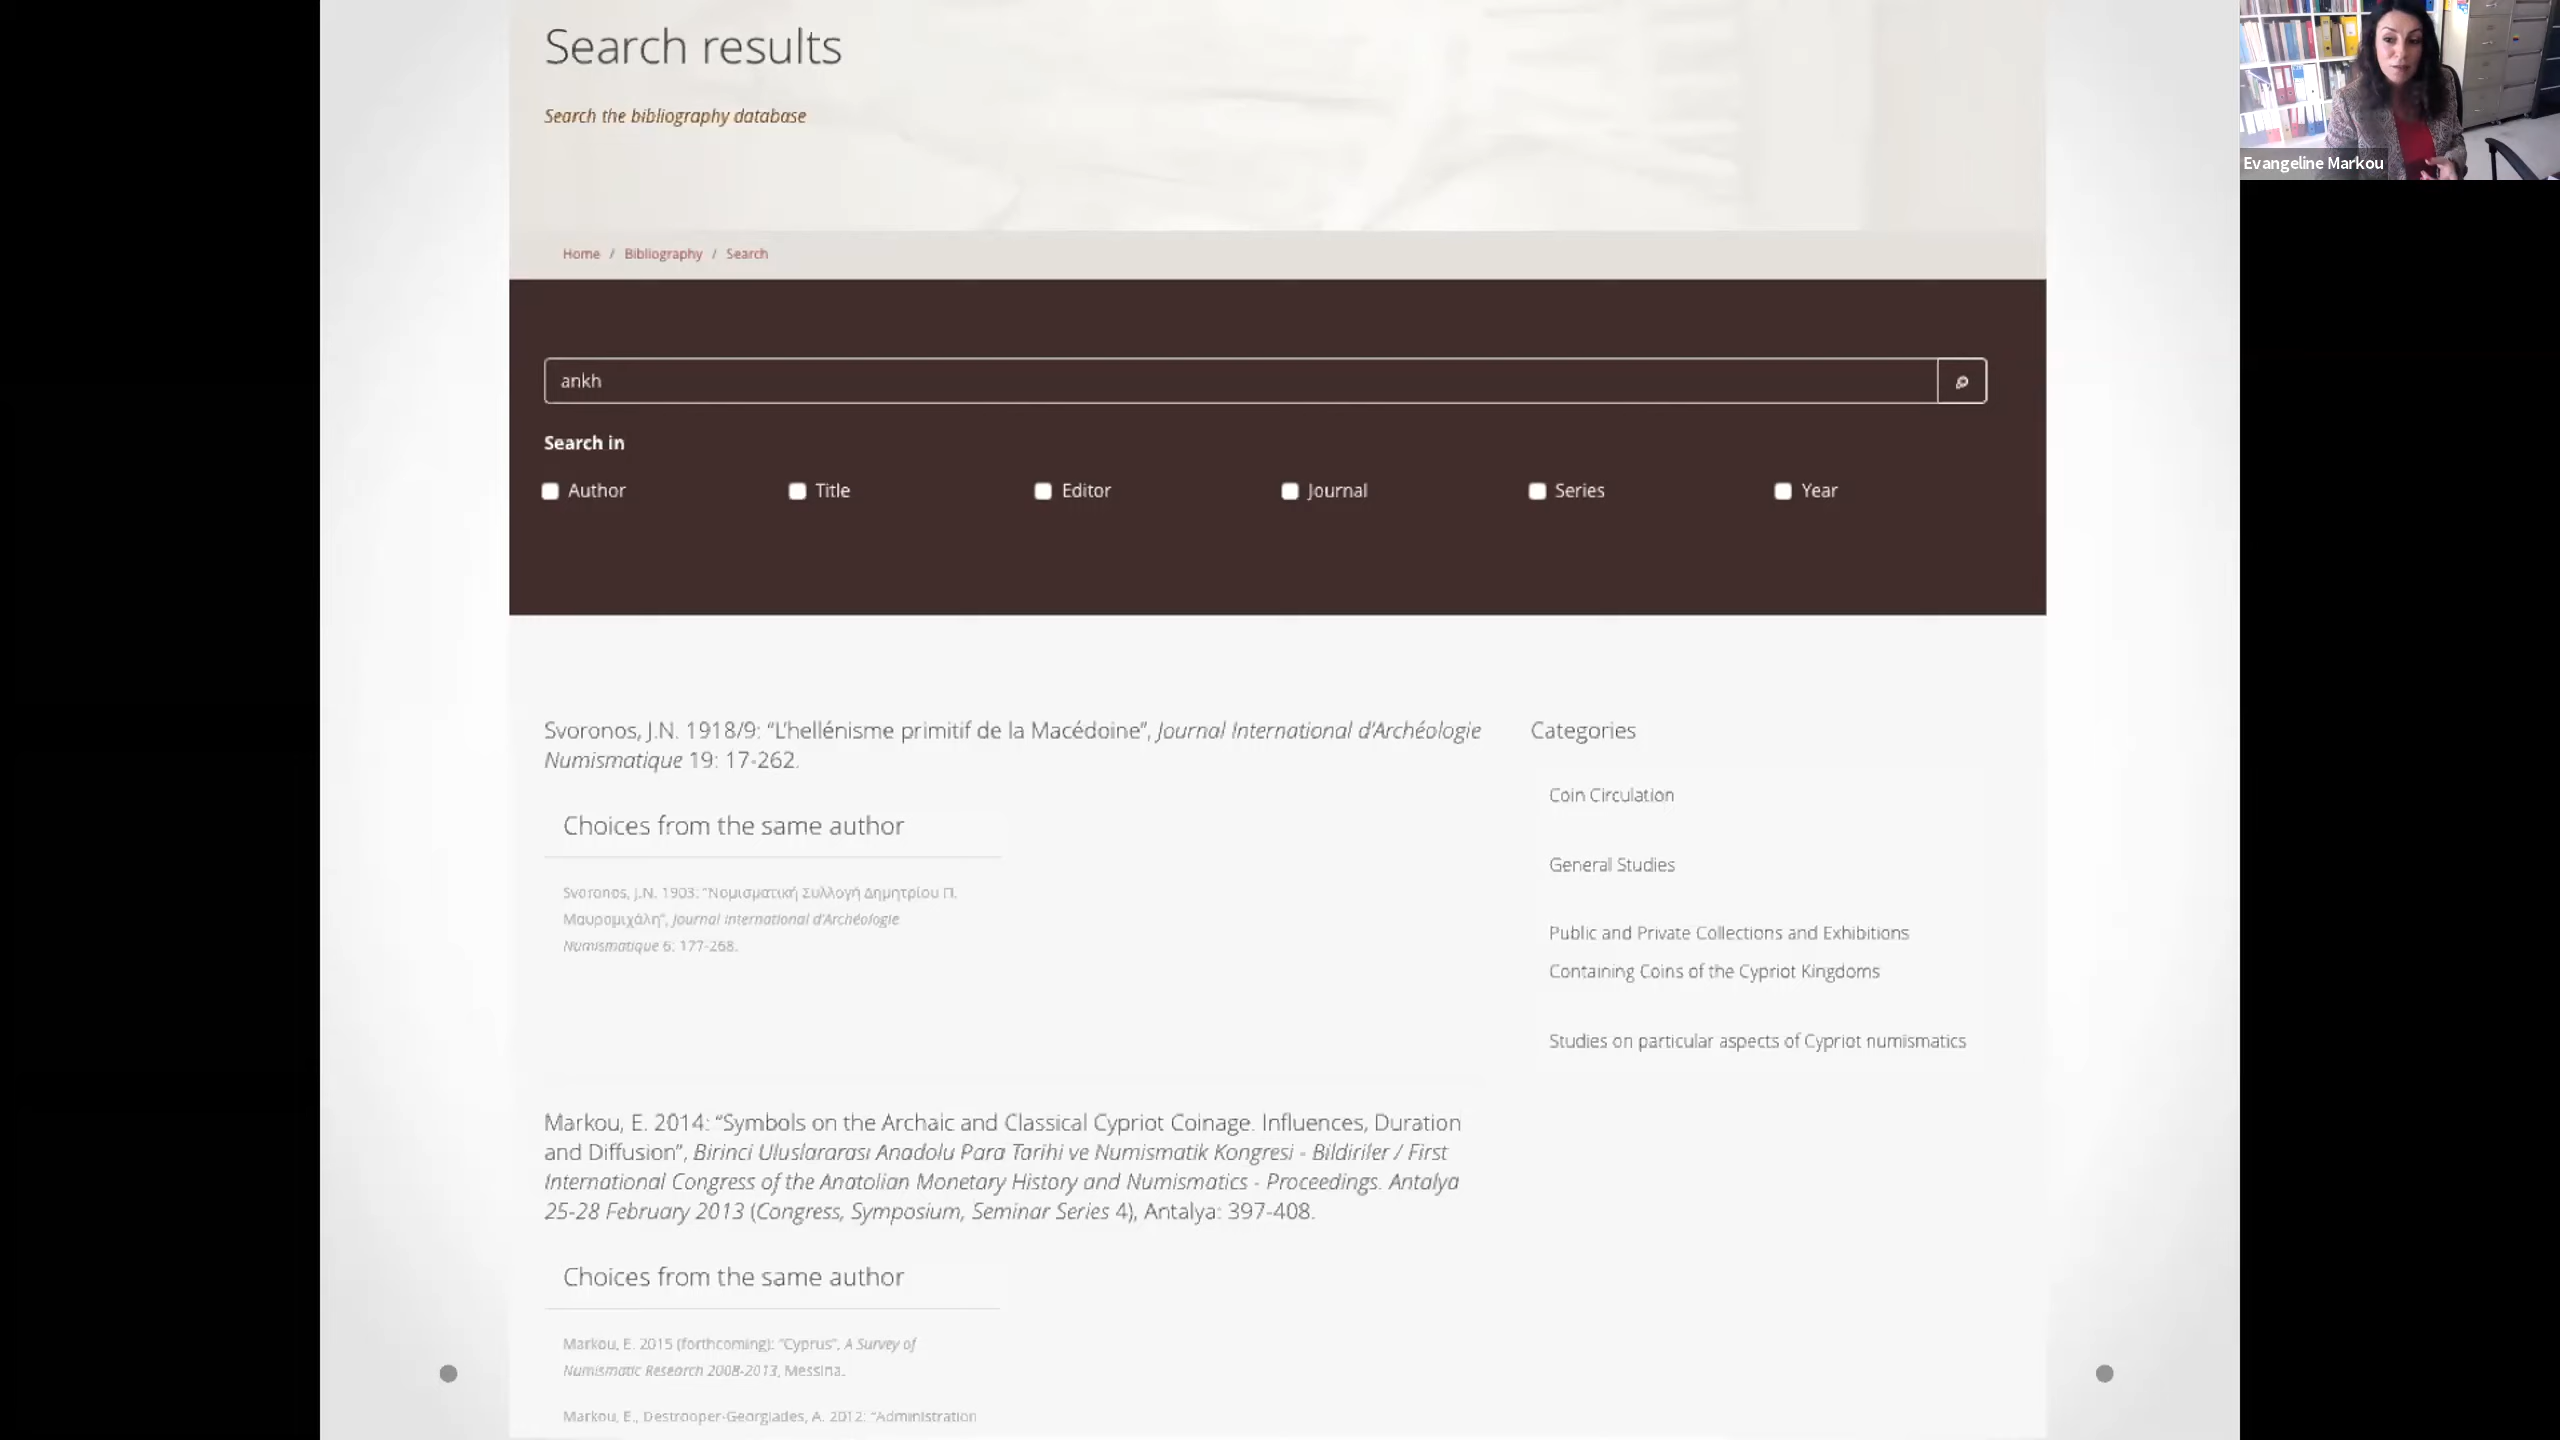 Search results
Search the bibliography database
Evangeline Markou
Home / Bibliography / Search
ankh
Search in
Author
Title
Editor
Journal
Series
Year
Svoronos, J.N. 1918/9: “L’hellénisme primitif de la Macédoine”, Journal International d’Archéologie
Numismatique 19: 17-262.
Choices from the same author
Svoronos, J.N. 1903: “Νομισματική Συλλογή Δημητρίου Π.
Μαυρομιχάλη”, Journal International d’Archéologie
Numismatique 6: 177-268.
Categories
Coin Circulation
General Studies
Public and Private Collections and Exhibitions
Containing Coins of the Cypriot Kingdoms
Studies on particular aspects of Cypriot numismatics
Markou, E. 2014: “Symbols on the Archaic and Classical Cypriot Coinage. Influences, Duration
and Diffusion”, Birinci Uluslararası Anadolu Para Tarihi ve Numismatik Kongresi - Bildiriler / First
International Congress of the Anatolian Monetary History and Numismatics - Proceedings. Antalya
25-28 February 2013 (Congress, Symposium, Seminar Series 4), Antalya: 397-408.
Choices from the same author
Markou, E. 2015 (forthcoming): “Cyprus”, A Survey of
Numismatic Research 2008-2013, Messina.
Markou, E., Destrooper-Georgiades, A. 2012: “Administration